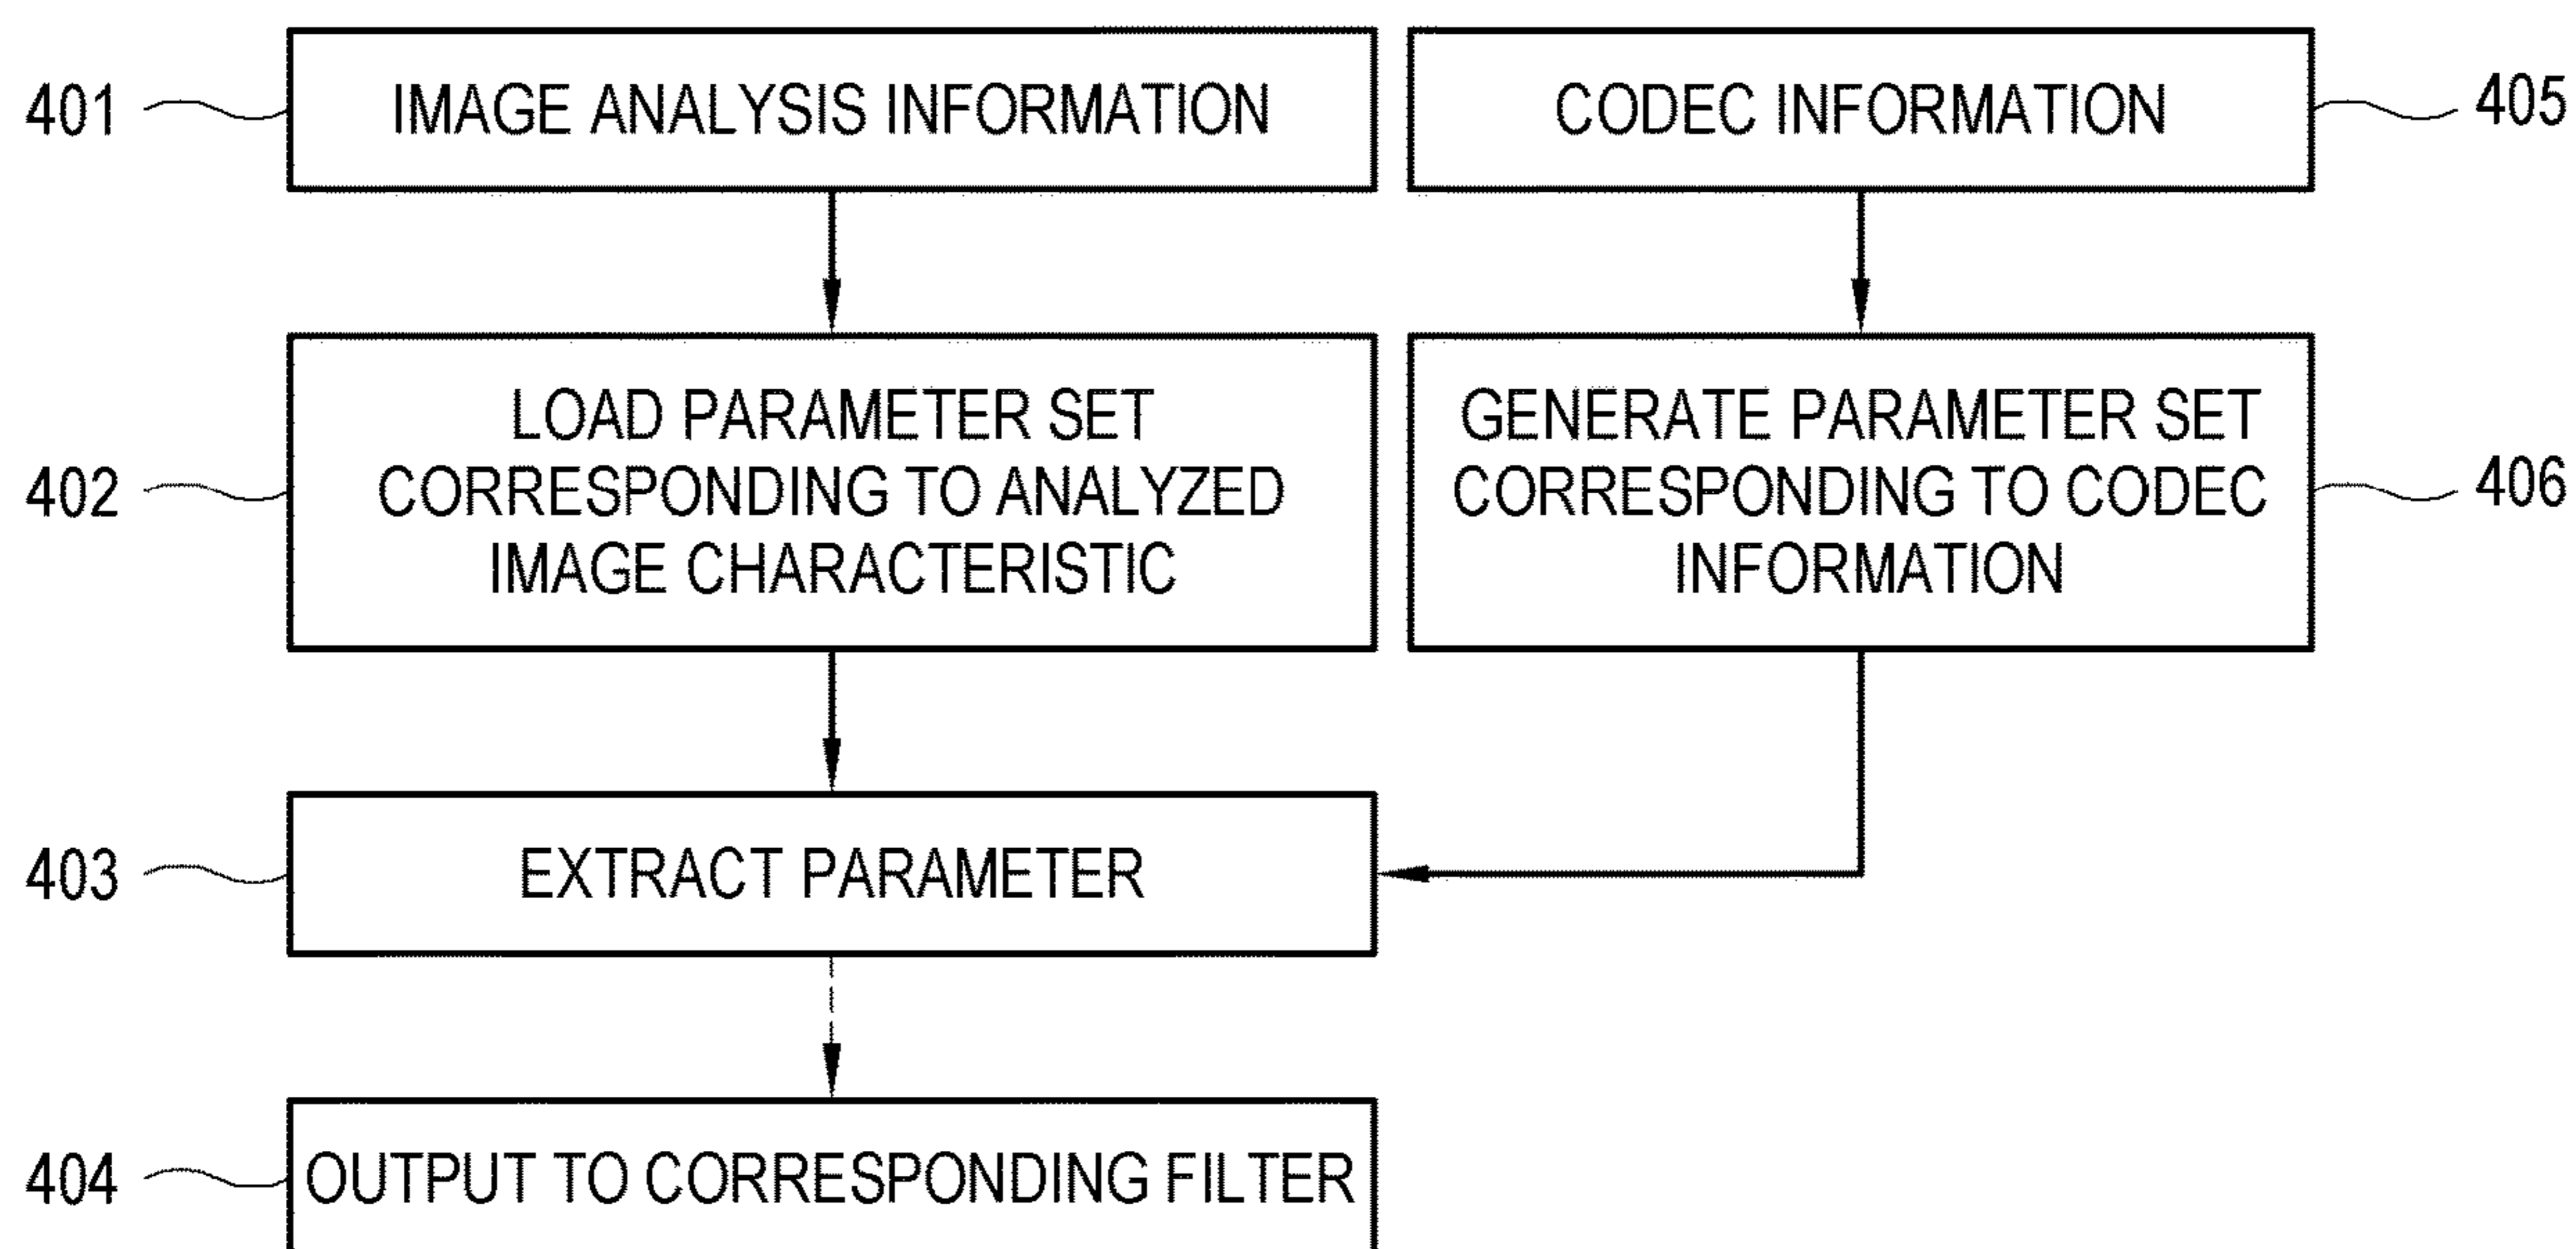 401
IMAGE ANALYSIS INFORMATION
CODEC INFORMATION
405
402
LOAD PARAMETER SET
CORRESPONDING TO ANALYZED
IMAGE CHARACTERISTIC
GENERATE PARAMETER SET
CORRESPONDING TO CODEC
INFORMATION
406
403
EXTRACT PARAMETER
404
OUTPUT TO CORRESPONDING FILTER